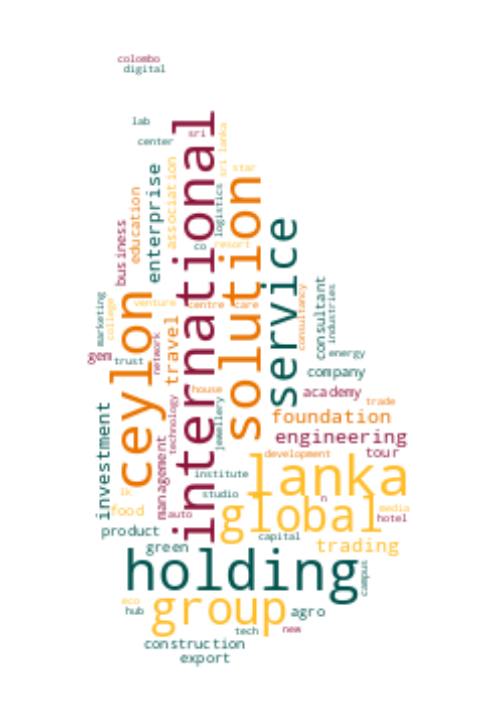 colombo
digital
lab
sri
center
international
sri lanka
association
enterprise
star
solution
education
logistics
business
service
co
resort
ceylon
marketing
college
venture
centre
care
consultancy
consultant
industries
travel
network
gem
trust
energy
company
house
academy
technology
jewellery
trade
investment
foundation
management
engineering
development
tour
lanka
institute
lk
studio
n
global
food
auto
media
hotel
product
capital
green
trading
holding
campus
eco
hub
group
agro
tech
new
construction
export